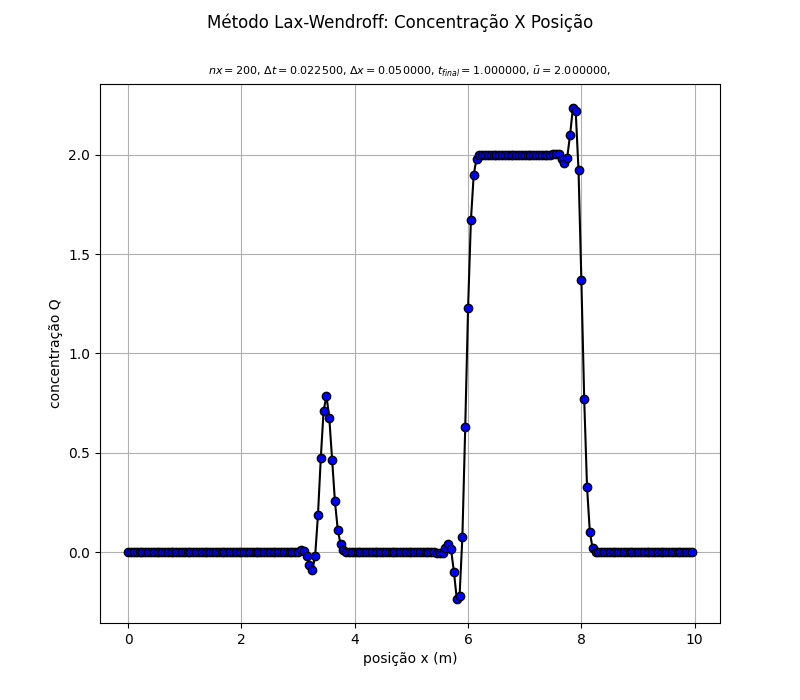 Método Lax-Wendroff: Concentração X Posição
nx = 200, Δt = 0.022500, Δx = 0.050000, t_final = 1.000000, ū = 2.000000,
2.0
1.5
1.0
0.5
0.0
concentração Q
0 2 4 6 8 10
posição x (m)